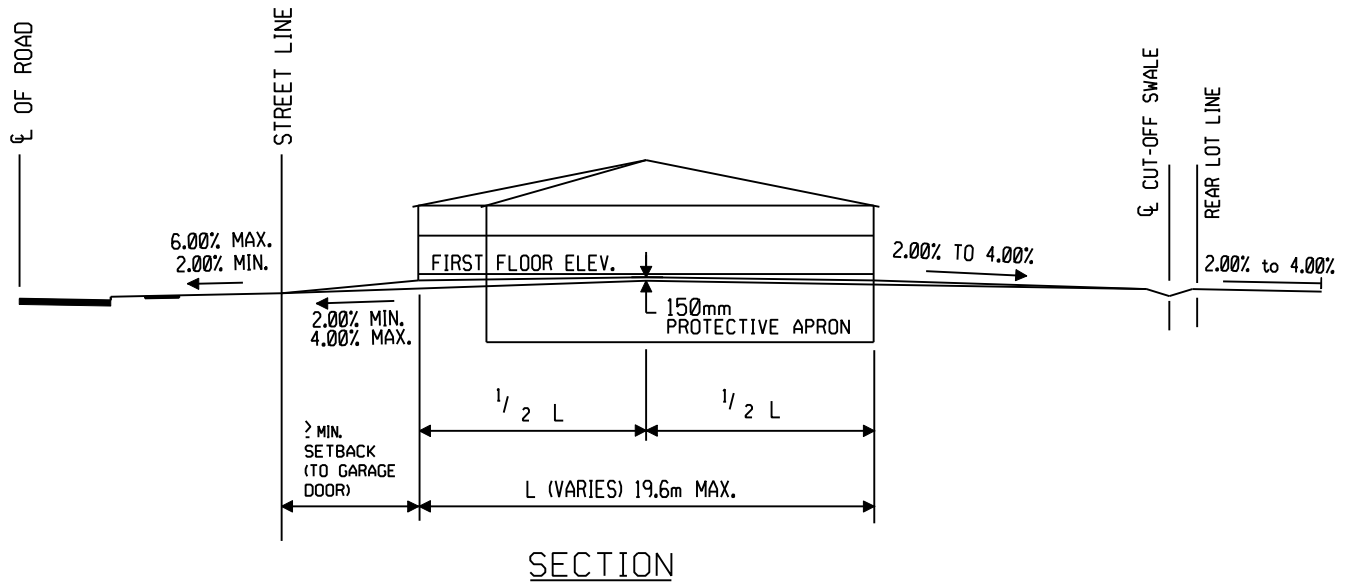 ℄ OF ROAD
STREET LINE
℄ CUT-OFF SWALE
REAR LOT LINE
6.00% MAX.
2.00% MIN.
FIRST FLOOR ELEV.
2.00% TO 4.00%
2.00% to 4.00%
2.00% MIN.
4.00% MAX.
150mm
PROTECTIVE APRON
1/2 L
1/2 L
≥ MIN.
SETBACK
(TO GARAGE
DOOR)
L (VARIES) 19.6m MAX.
SECTION